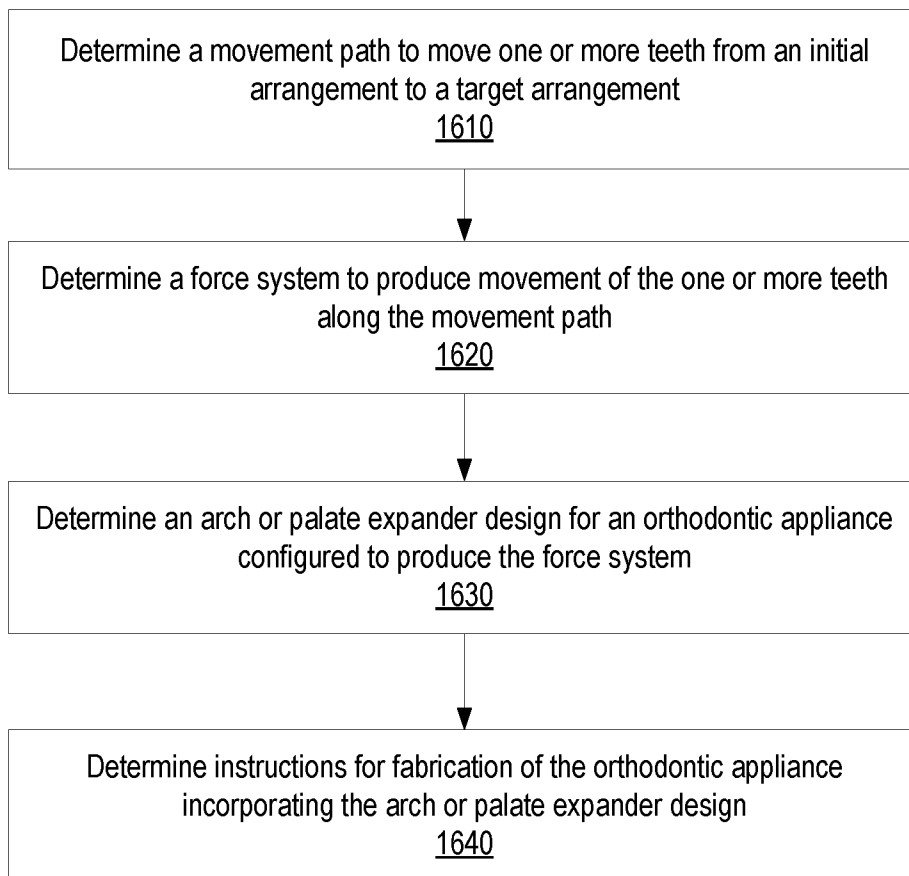 Determine a movement path to move one or more teeth from an initial
arrangement to a target arrangement
1610
Determine a force system to produce movement of the one or more teeth
along the movement path
1620
Determine an arch or palate expander design for an orthodontic appliance
configured to produce the force system
1630
Determine instructions for fabrication of the orthodontic appliance
incorporating the arch or palate expander design
1640